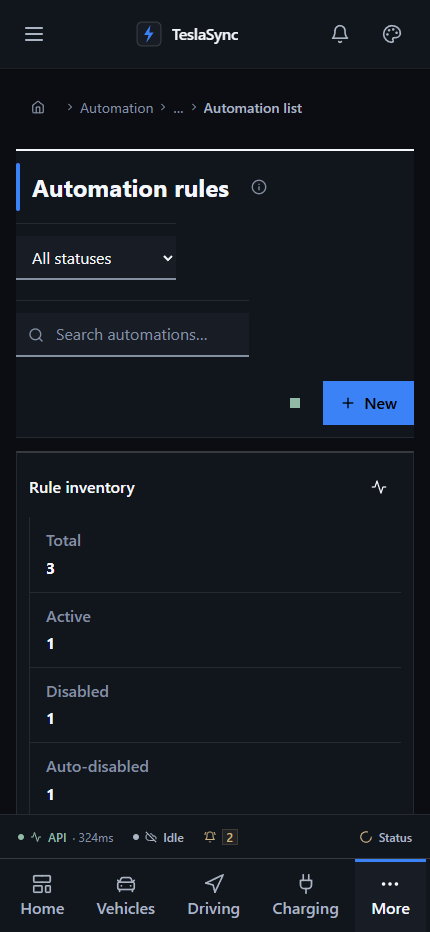 TeslaSync
Automation
...
Automation list
Automation rules
All statuses
Search automations...
+ New
Rule inventory
Total
3
Active
1
Disabled
1
Auto-disabled
1
API · 324ms
Idle
2
Status
Home
Vehicles
Driving
Charging
More